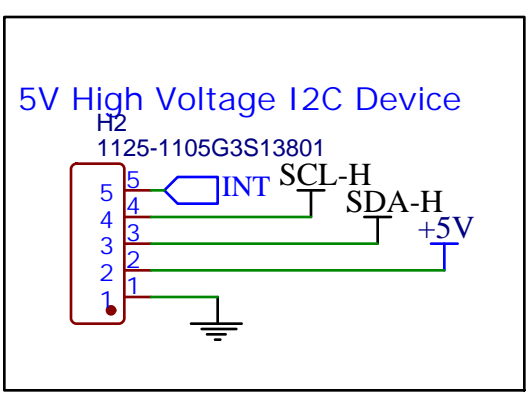 5V High Voltage I2C Device
H2
1125-1105G3S13801
5 5 INT SCL-H
4 4 SDA-H
3 3 +5V
2 2
1 1